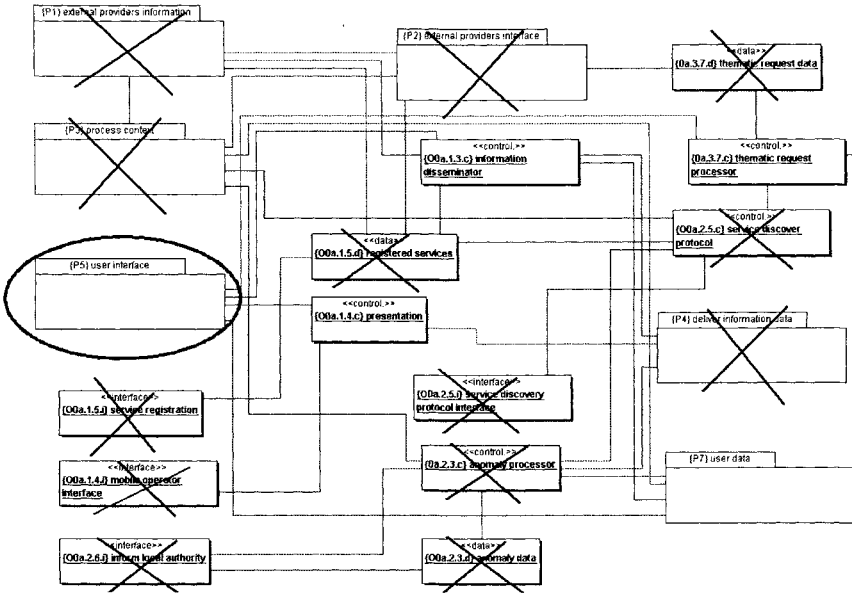 {P1} external providers information
{P2} external providers interface
<<data>>
{0a.3.7.d} thematic request data
{P3} process context
<<control.>>
{O0a.1.3.c} information
disseminator
<<control.>>
{0a.3.7.c} thematic request
processor
<<control.>>
{O0a.2.5.c} service discover
protocol
<<data>>
{O0a.1.5.d} registered services
{P5} user interface
<<control.>>
{O0a.1.4.c} presentation
{P4} deliver information data
<<interface>>
{O0a.1.5.i} service registration
<<interface>>
{O0a.2.5.i} service discovery
protocol interface
<<control.>>
{0a.2.3.c} anomaly processor
{P7} user data
<<interface>>
{O0a.1.4.i} mobile operator
interface
<<interface>>
{O0a.2.6.i} inform local authority
<<data>>
{O0a.2.3.d} anomaly data